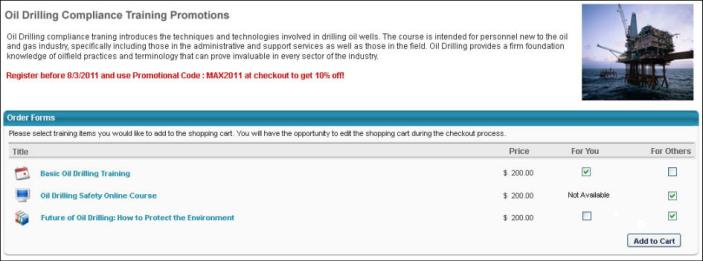 Oil Drilling Compliance Training Promotions
Oil Drilling compliance traning introduces the techniques and technologies involved in drilling oil wells. The course is intended for personnel new to the oil
and gas industry, specifically including those in the administrative and support services as well as those in the field. Oil Drilling provides a firm foundation
knowledge of oilfield practices and terminology that can prove invaluable in every sector of the industry.
Register before 8/3/2011 and use Promotional Code : MAX2011 at checkout to get 10% off!
Order Forms
Please select training items you would like to add to the shopping cart. You will have the opportunity to edit the shopping cart during the checkout process.
Title Price For You For Others
Basic Oil Drilling Training $ 200.00
Oil Drilling Safety Online Course $ 200.00 Not Available
Future of Oil Drilling: How to Protect the Environment $ 200.00
Add to Cart